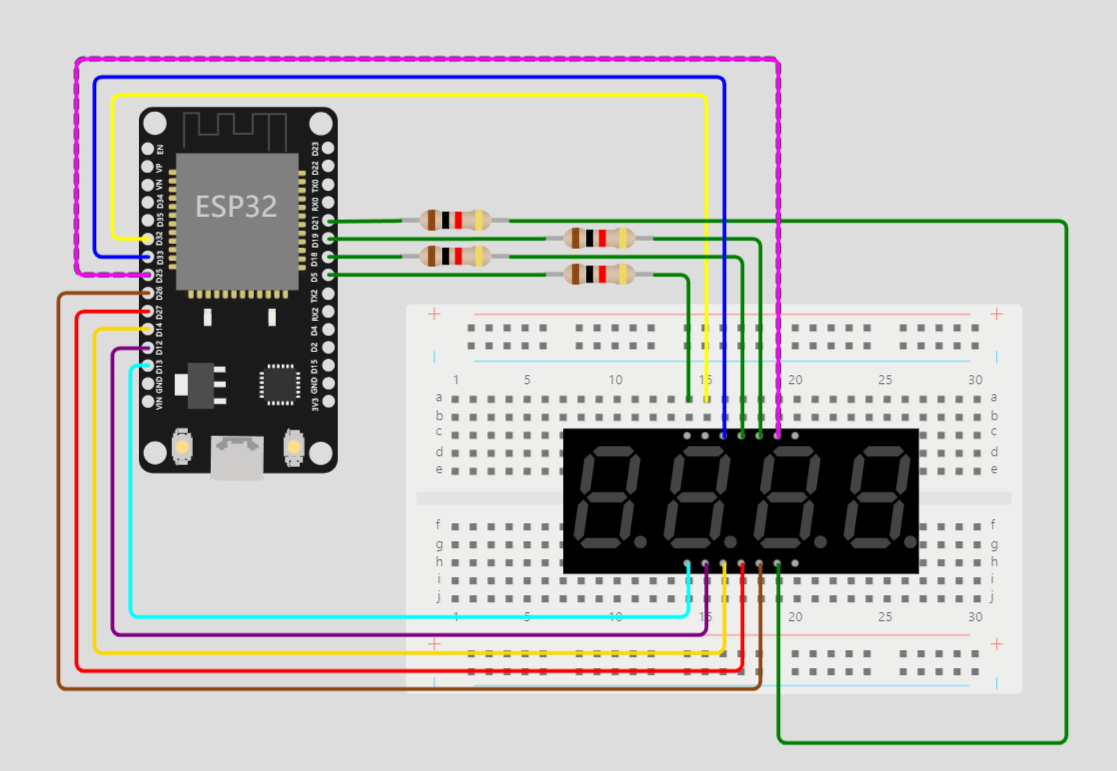 ESP32
EN
VP
VN
D34
D35
D32
D33
D25
D26
D27
D14
D12
D13
GND
VIN
D23
D22
TX0
RX0
D21
D19
D18
D5
TX2
RX2
D4
D2
D15
GND
3V3
+ +
| |
1 5 10 15 20 25 30
a a
b b
c c
d d
e e
f f
g g
h h
i i
j j
1 5 10 15 20 25 30
+ +
| |